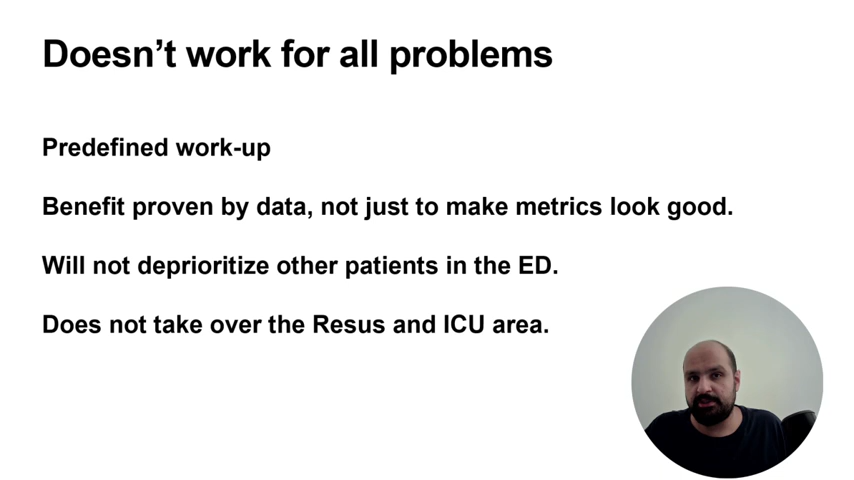 Doesn’t work for all problems
Predefined work-up
Benefit proven by data, not just to make metrics look good.
Will not deprioritize other patients in the ED.
Does not take over the Resus and ICU area.